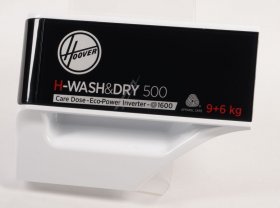 HOOVER
H-WASH&DRY 500
Care Dose - Eco-Power Inverter - @1600
9+6 kg